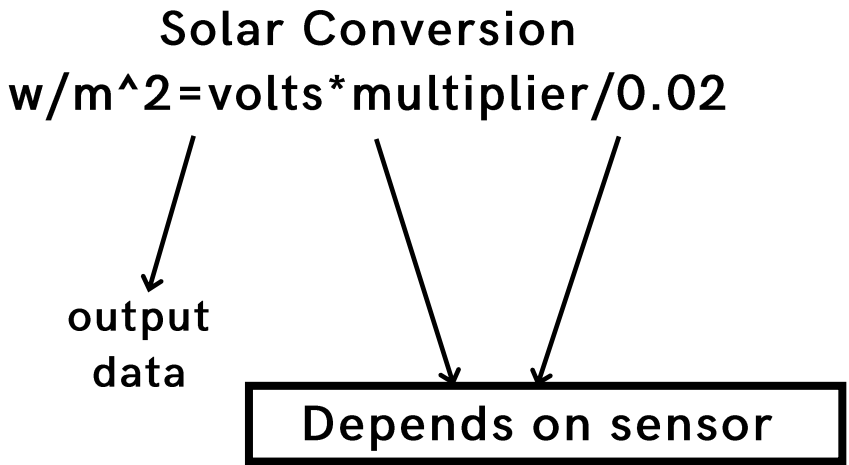 Solar Conversion
w/m^2=volts*multiplier/0.02
output
data
Depends on sensor